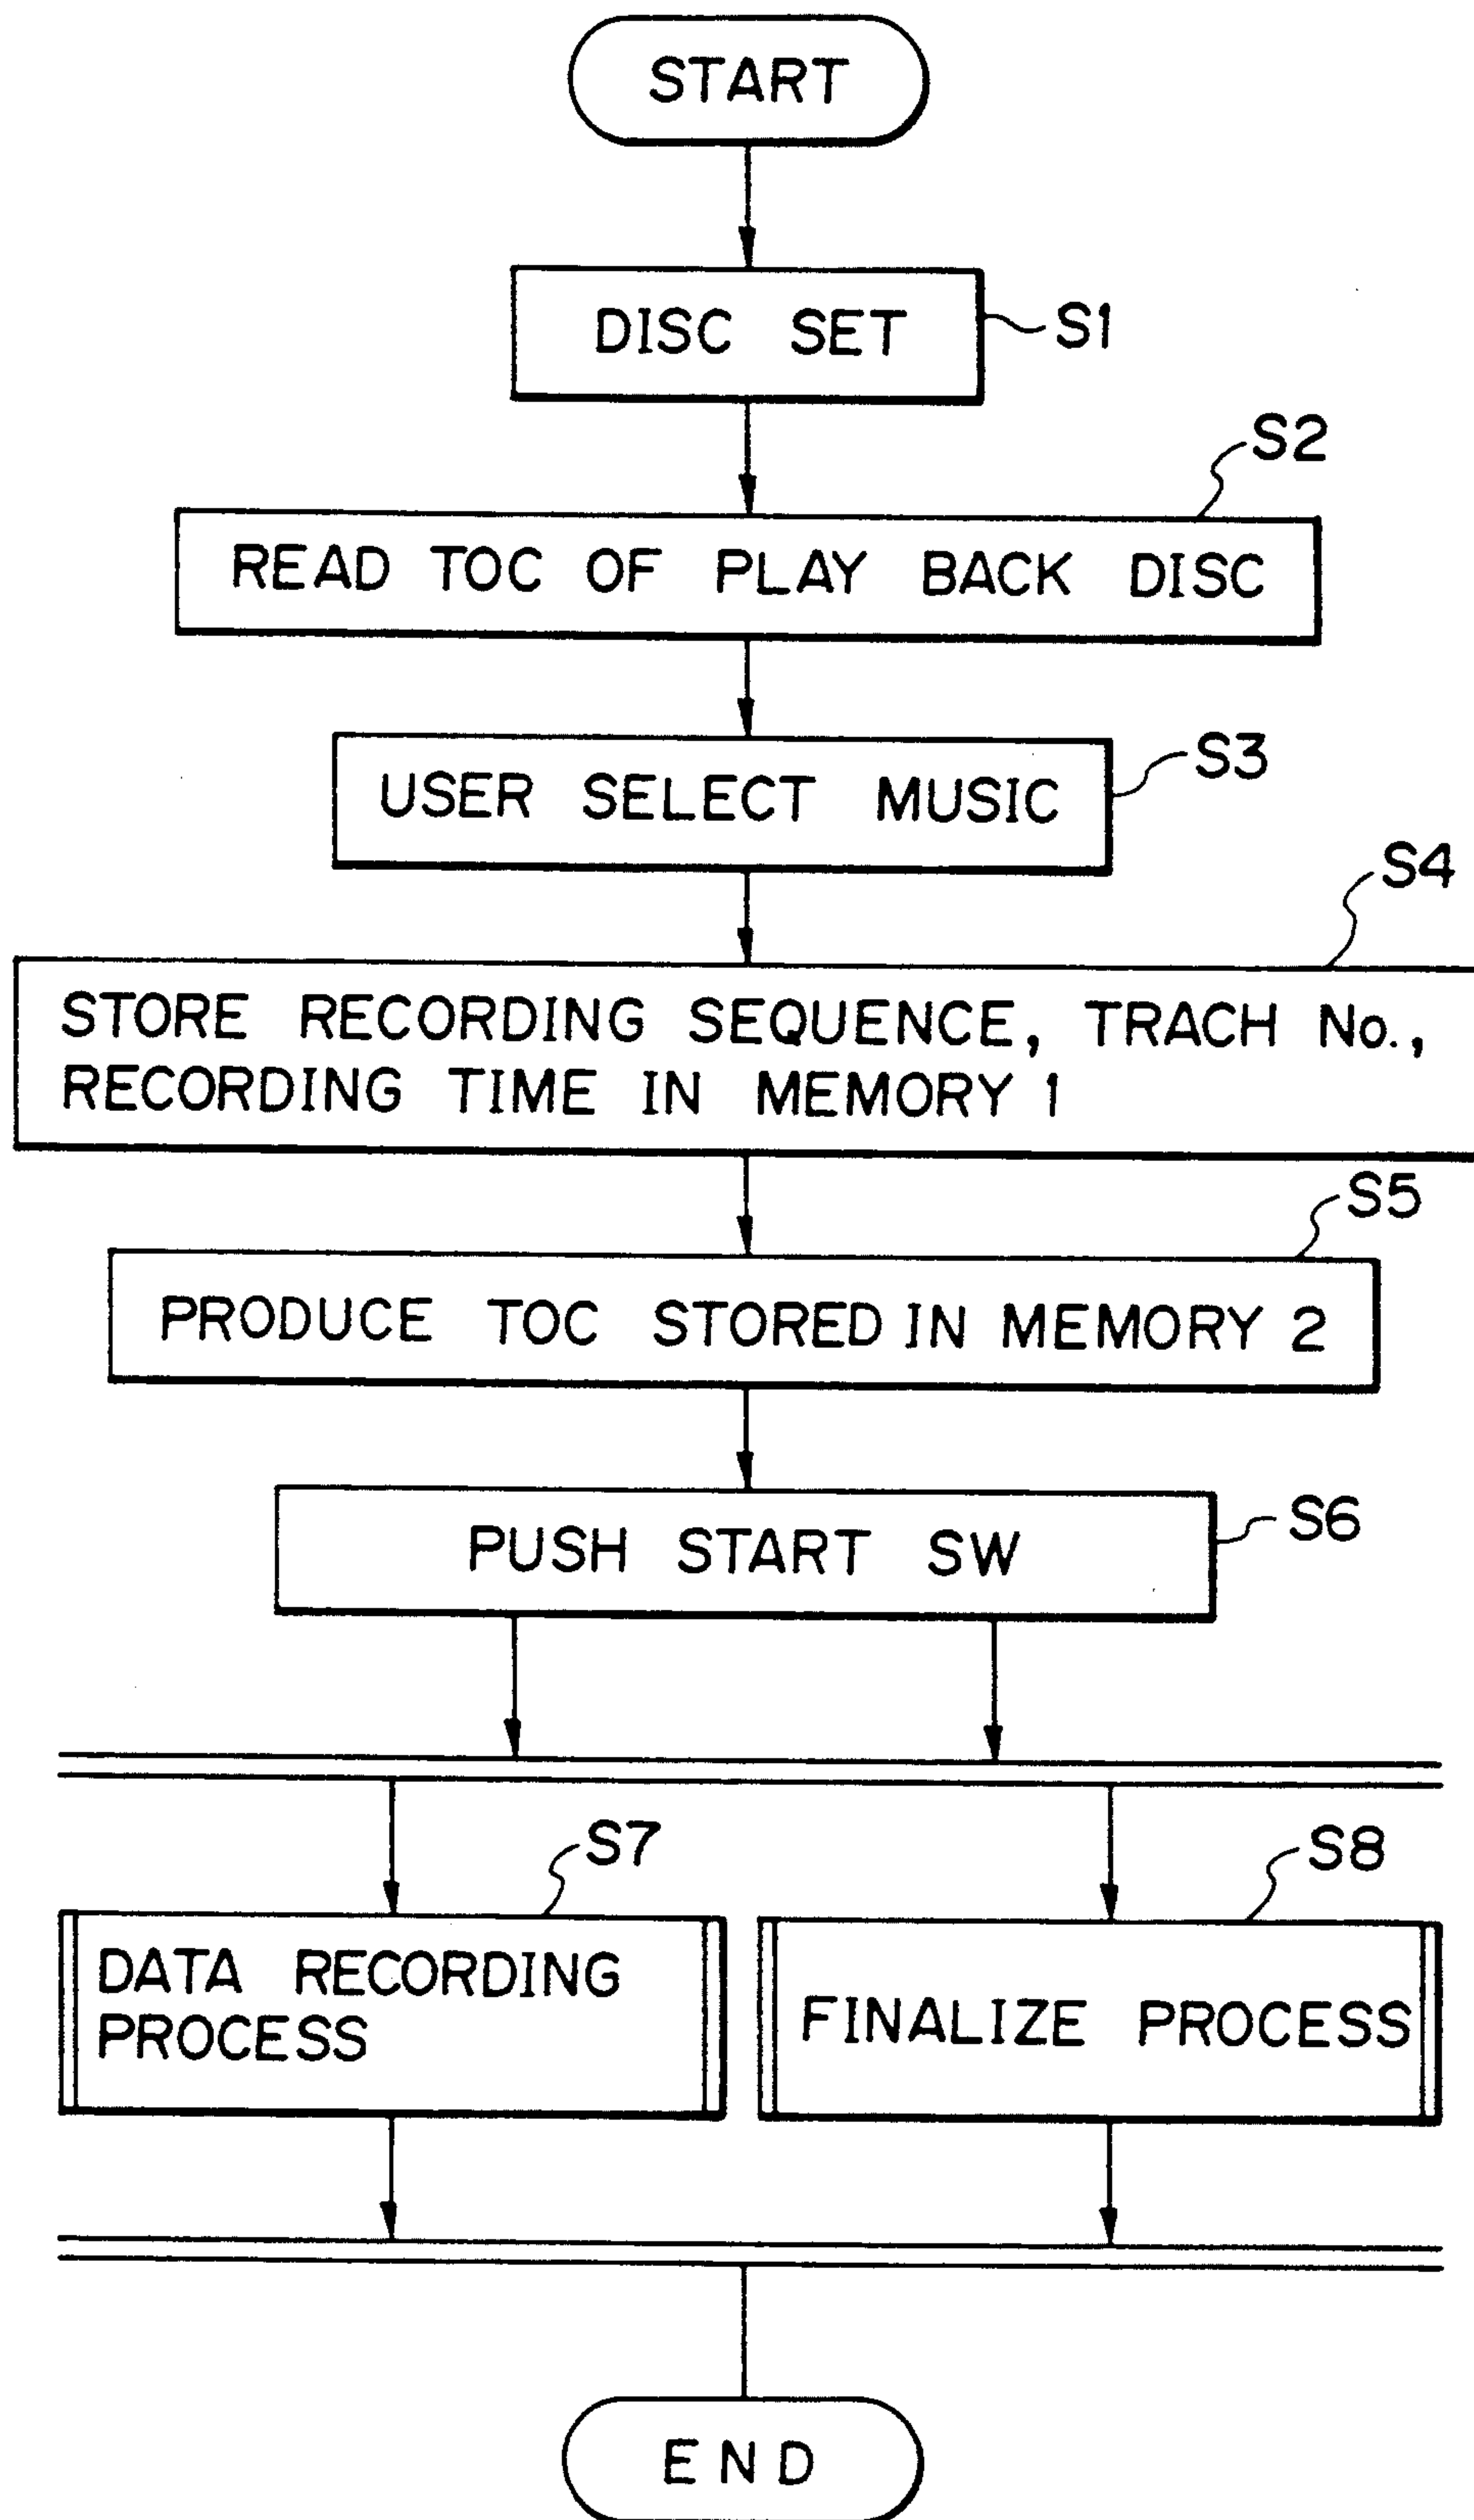 START
DISC SET
S1
S2
READ TOC OF PLAY BACK DISC
USER SELECT MUSIC
S3
S4
STORE RECORDING SEQUENCE, TRACH No.,
RECORDING TIME IN MEMORY 1
S5
PRODUCE TOC STORED IN MEMORY 2
PUSH START SW
S6
S7
S8
DATA RECORDING
PROCESS
FINALIZE PROCESS
END